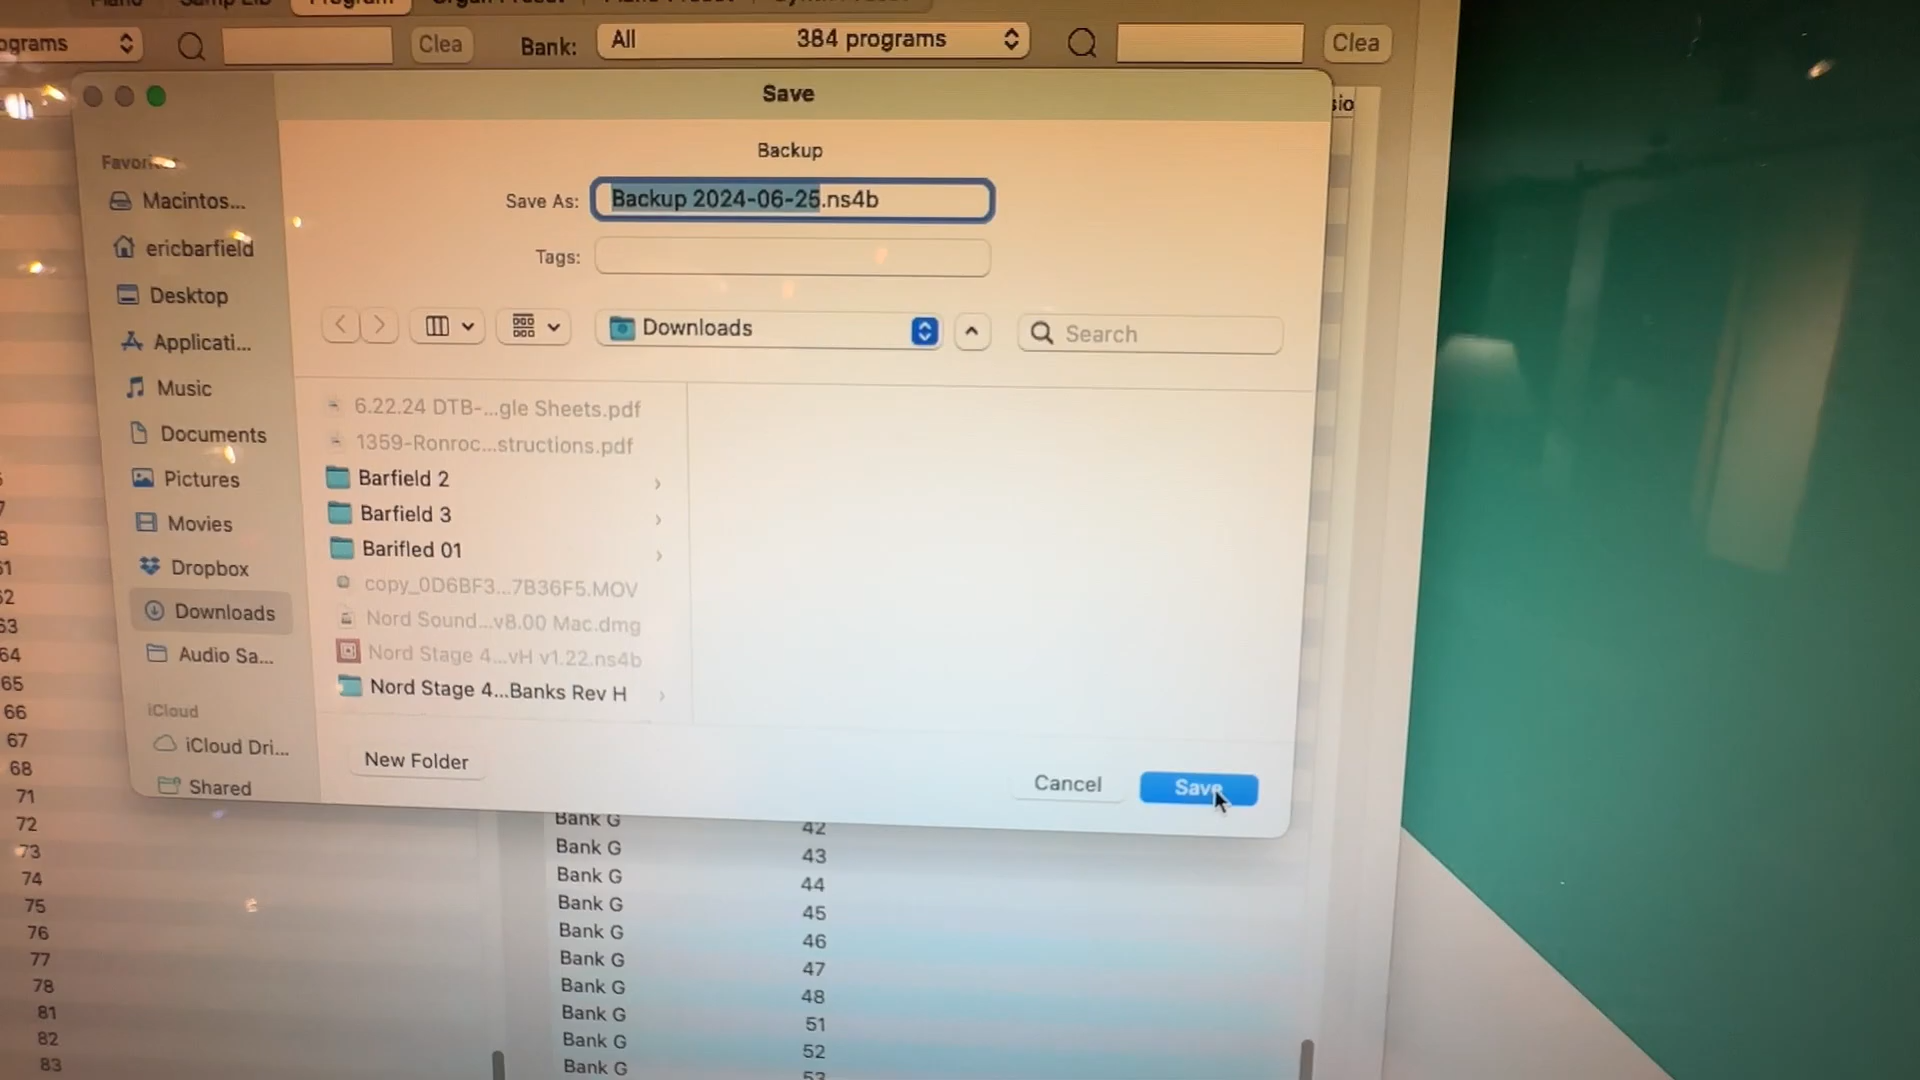 Program
ograms
Clea
Bank:
All
384 programs
Clea
Save
sio
Backup
Save As:
Backup 2024-06-25.ns4b
Tags:
Downloads
Search
Macintos...
ericbarfield
Desktop
Applicati...
Music
Documents
Pictures
Movies
Dropbox
Downloads
Audio Sa...
iCloud
iCloud Dri...
Shared
6.22.24 DTB-...gle Sheets.pdf
1359-Ronroc...structions.pdf
Barfield 2
Barfield 3
Barifled 01
copy_0D6BF3...7B36F5.MOV
Nord Sound...v8.00 Mac.dmg
Nord Stage 4...vH v1.22.ns4b
Nord Stage 4...Banks Rev H
New Folder
Cancel
Save
64
65
66
67
68
71
72
73
74
75
76
77
78
81
82
83
Bank G 42
Bank G 43
Bank G 44
Bank G 45
Bank G 46
Bank G 47
Bank G 48
Bank G 51
Bank G 52
Bank G 53